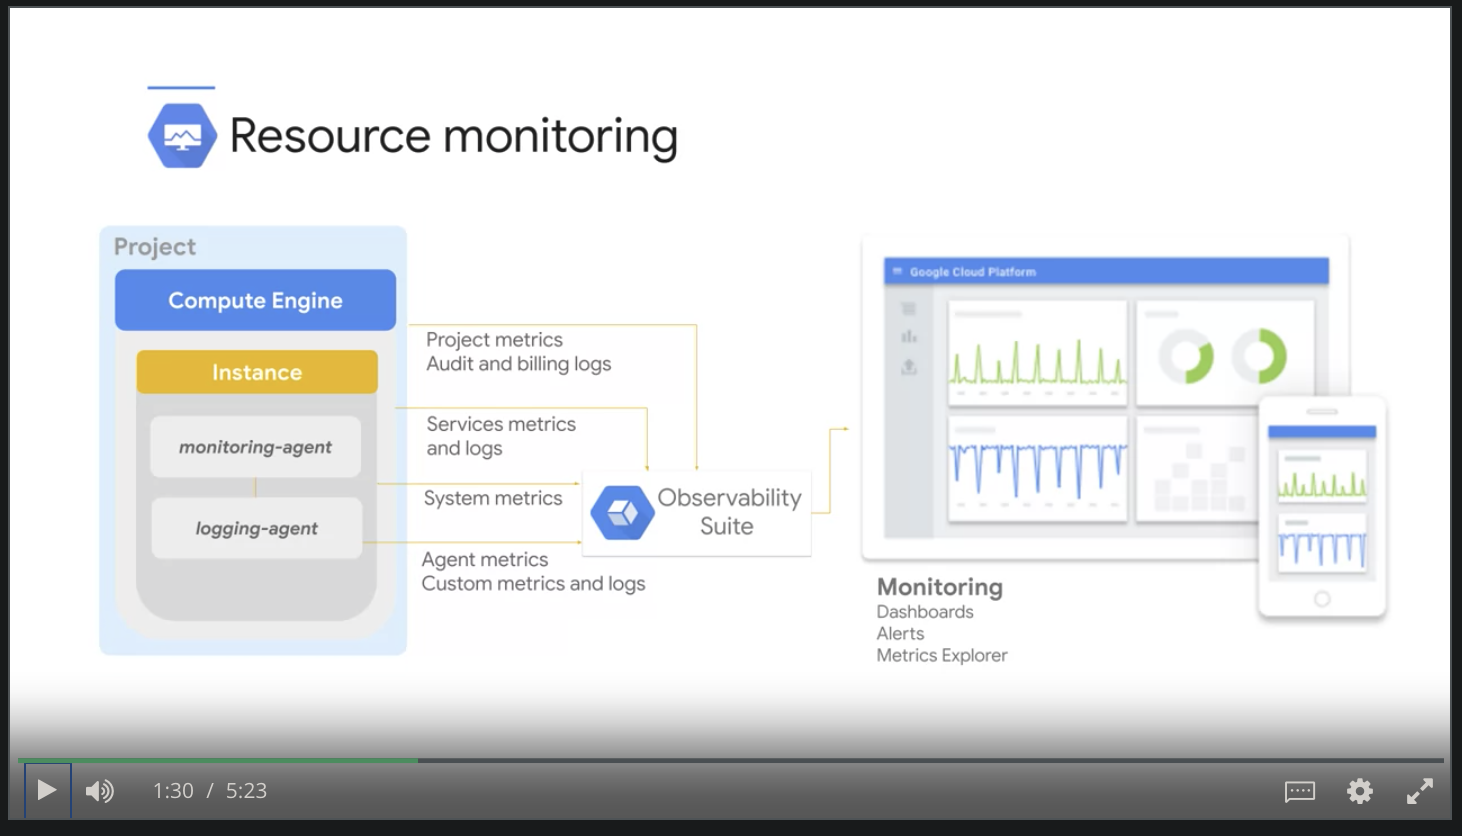 Resource monitoring
Project
Compute Engine
Instance
monitoring-agent
logging-agent
Project metrics
Audit and billing logs
Services metrics
and logs
System metrics
Agent metrics
Custom metrics and logs
Observability
Suite
Google Cloud Platform
Monitoring
Dashboards
Alerts
Metrics Explorer
1:30 / 5:23